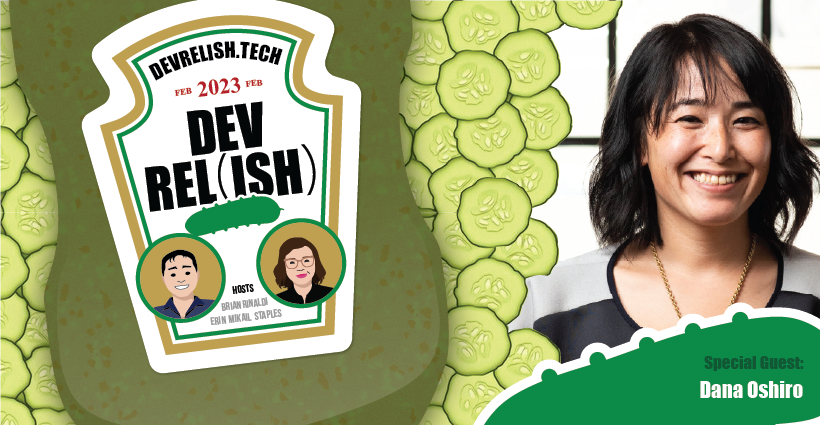 DEVRELISH.TECH
FEB 2023 FEB
DEV
REL(ISH)
HOSTS
BRIAN RINALDI
ERIN MIKAIL STAPLES
Special Guest:
Dana Oshiro